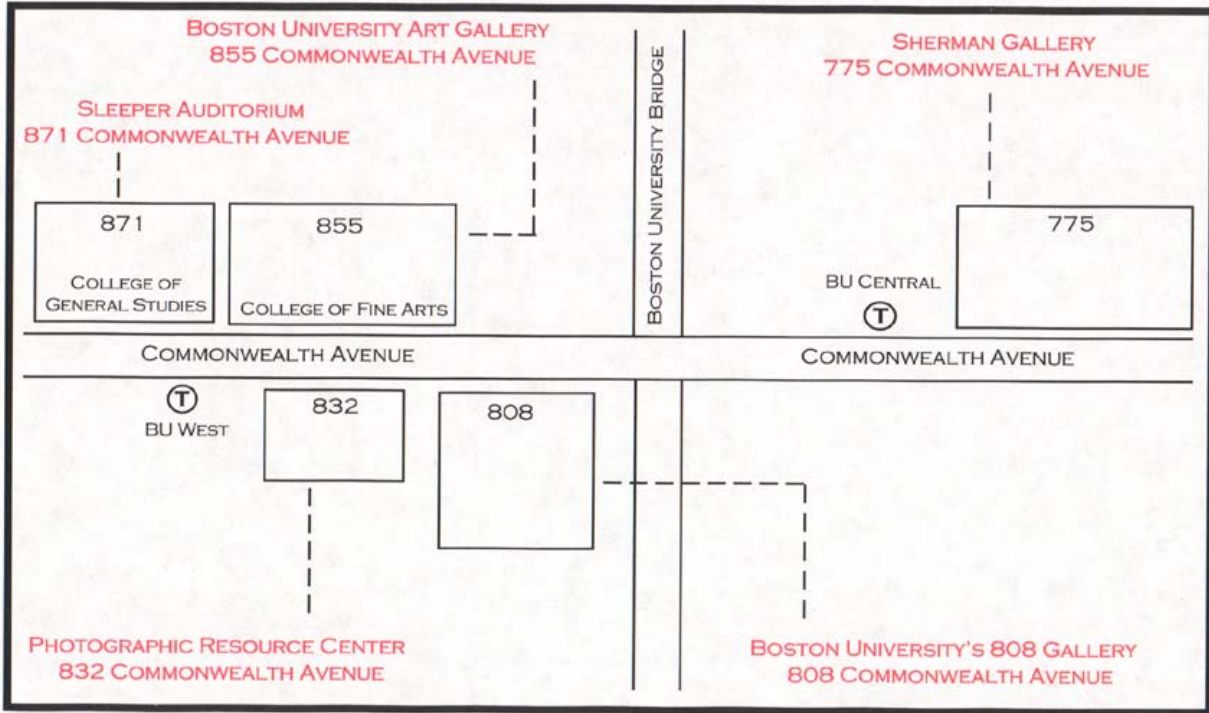 BOSTON UNIVERSITY ART GALLERY
855 COMMONWEALTH AVENUE
SLEEPER AUDITORIUM
871 COMMONWEALTH AVENUE
BOSTON UNIVERSITY BRIDGE
SHERMAN GALLERY
775 COMMONWEALTH AVENUE
871
COLLEGE OF
GENERAL STUDIES
855
COLLEGE OF FINE ARTS
BU CENTRAL
T
775
COMMONWEALTH AVENUE
COMMONWEALTH AVENUE
T
BU WEST
832
808
PHOTOGRAPHIC RESOURCE CENTER
832 COMMONWEALTH AVENUE
BOSTON UNIVERSITY'S 808 GALLERY
808 COMMONWEALTH AVENUE